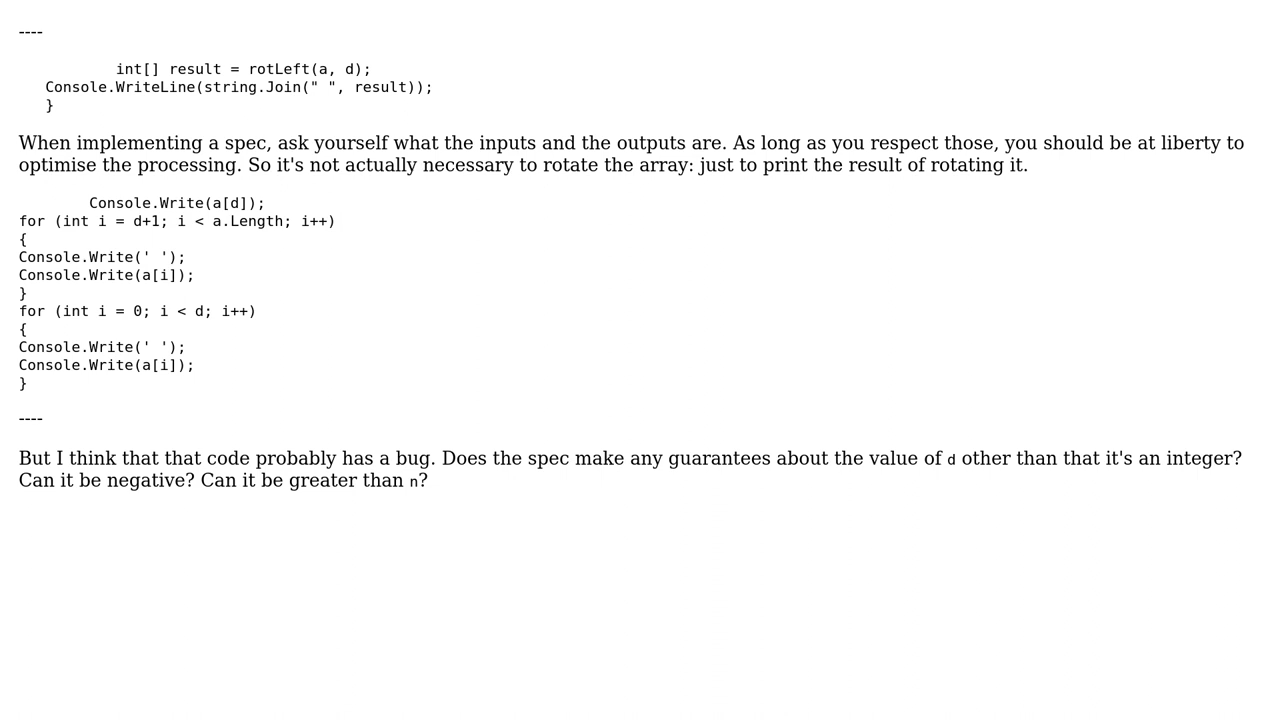 ----
int[] result = rotLeft(a, d);
Console.WriteLine(string.Join(" ", result));
}
When implementing a spec, ask yourself what the inputs and the outputs are. As long as you respect those, you should be at liberty to
optimise the processing. So it's not actually necessary to rotate the array: just to print the result of rotating it.
Console.Write(a[d]);
for (int i = d+1; i < a.Length; i++)
{
Console.Write(' ');
Console.Write(a[i]);
}
for (int i = 0; i < d; i++)
{
Console.Write(' ');
Console.Write(a[i]);
}
----
But I think that that code probably has a bug. Does the spec make any guarantees about the value of d other than that it's an integer?
Can it be negative? Can it be greater than n?